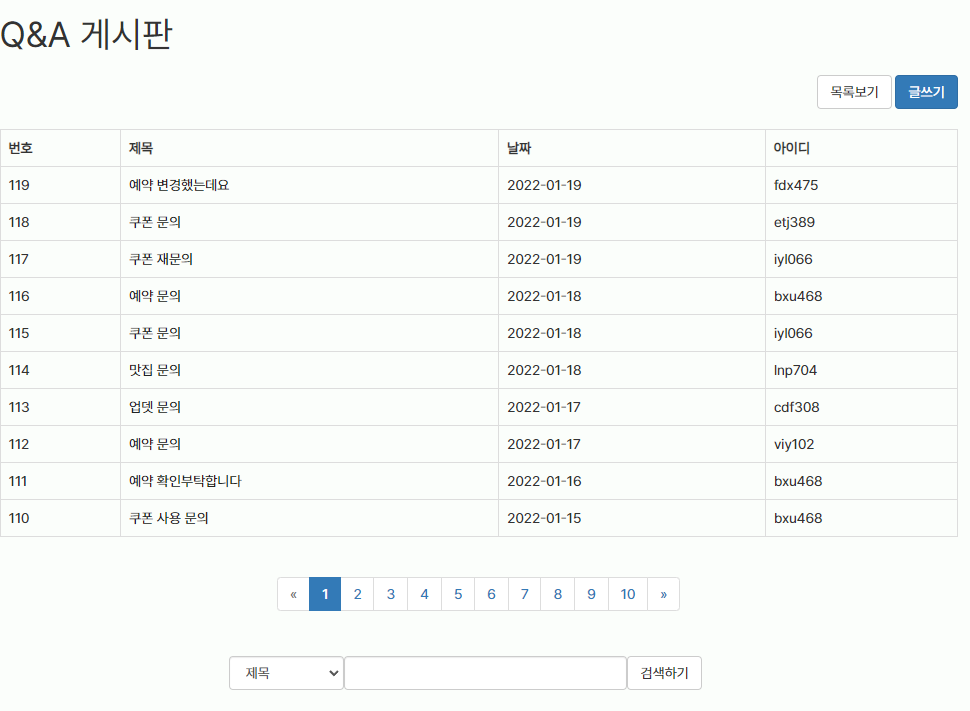 Q&A 게시판
목록보기 글쓰기
번호 제목 날짜 아이디
119 예약 변경했는데요 2022-01-19 fdx475
118 쿠폰 문의 2022-01-19 etj389
117 쿠폰 재문의 2022-01-19 iyl066
116 예약 문의 2022-01-18 bxu468
115 쿠폰 문의 2022-01-18 iyl066
114 맛집 문의 2022-01-18 lnp704
113 업뎃 문의 2022-01-17 cdf308
112 예약 문의 2022-01-17 viy102
111 예약 확인부탁합니다 2022-01-16 bxu468
110 쿠폰 사용 문의 2022-01-15 bxu468
« 1 2 3 4 5 6 7 8 9 10 »
제목 검색하기